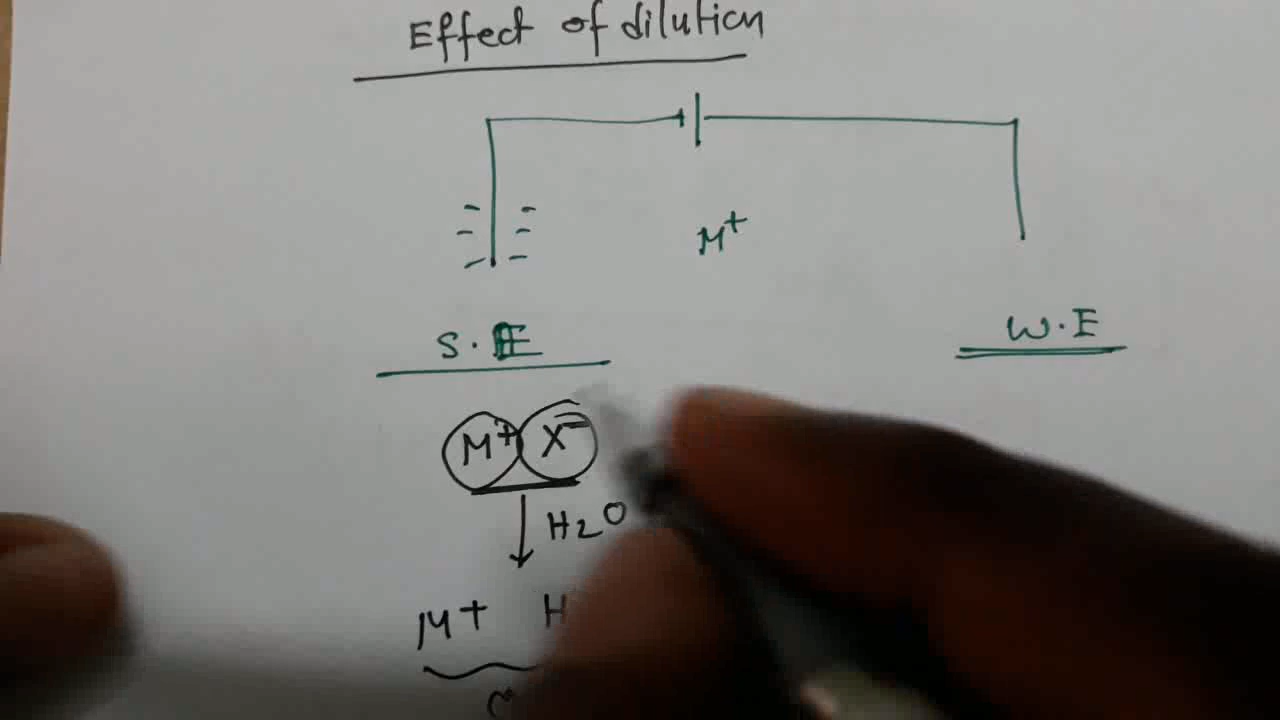 Effect of dilution
M+
S.E W.E
M+ X-
H2O
M+ H